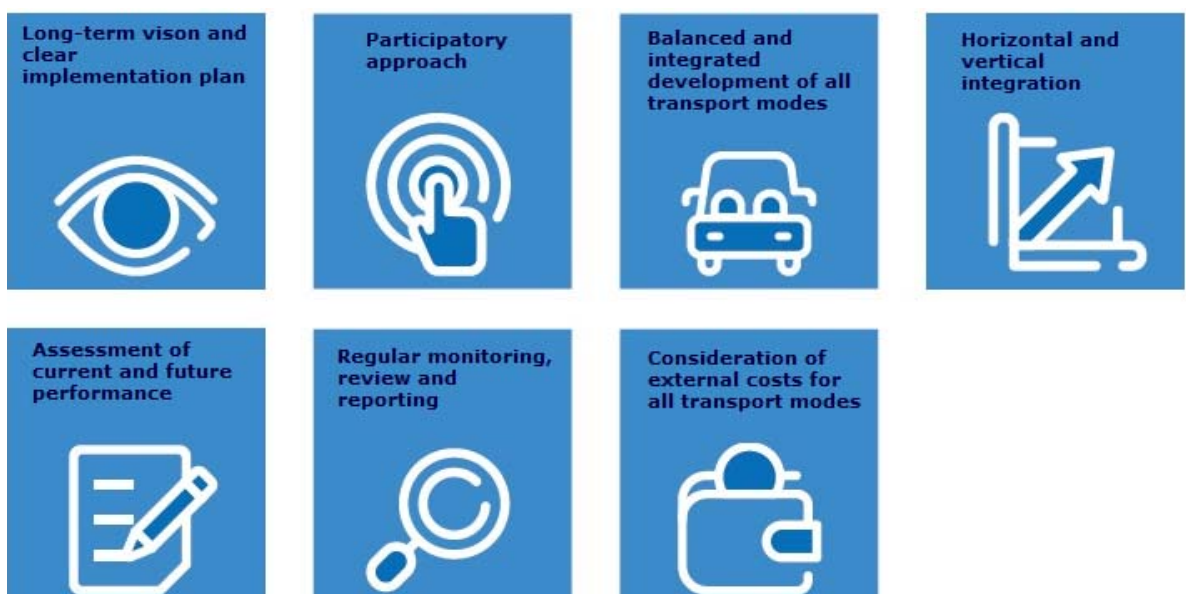 Long-term vison and
clear
implementation plan
Participatory
approach
Balanced and
integrated
development of all
transport modes
Horizontal and
vertical
integration
Assessment of
current and future
performance
Regular monitoring,
review and
reporting
Consideration of
external costs for
all transport modes